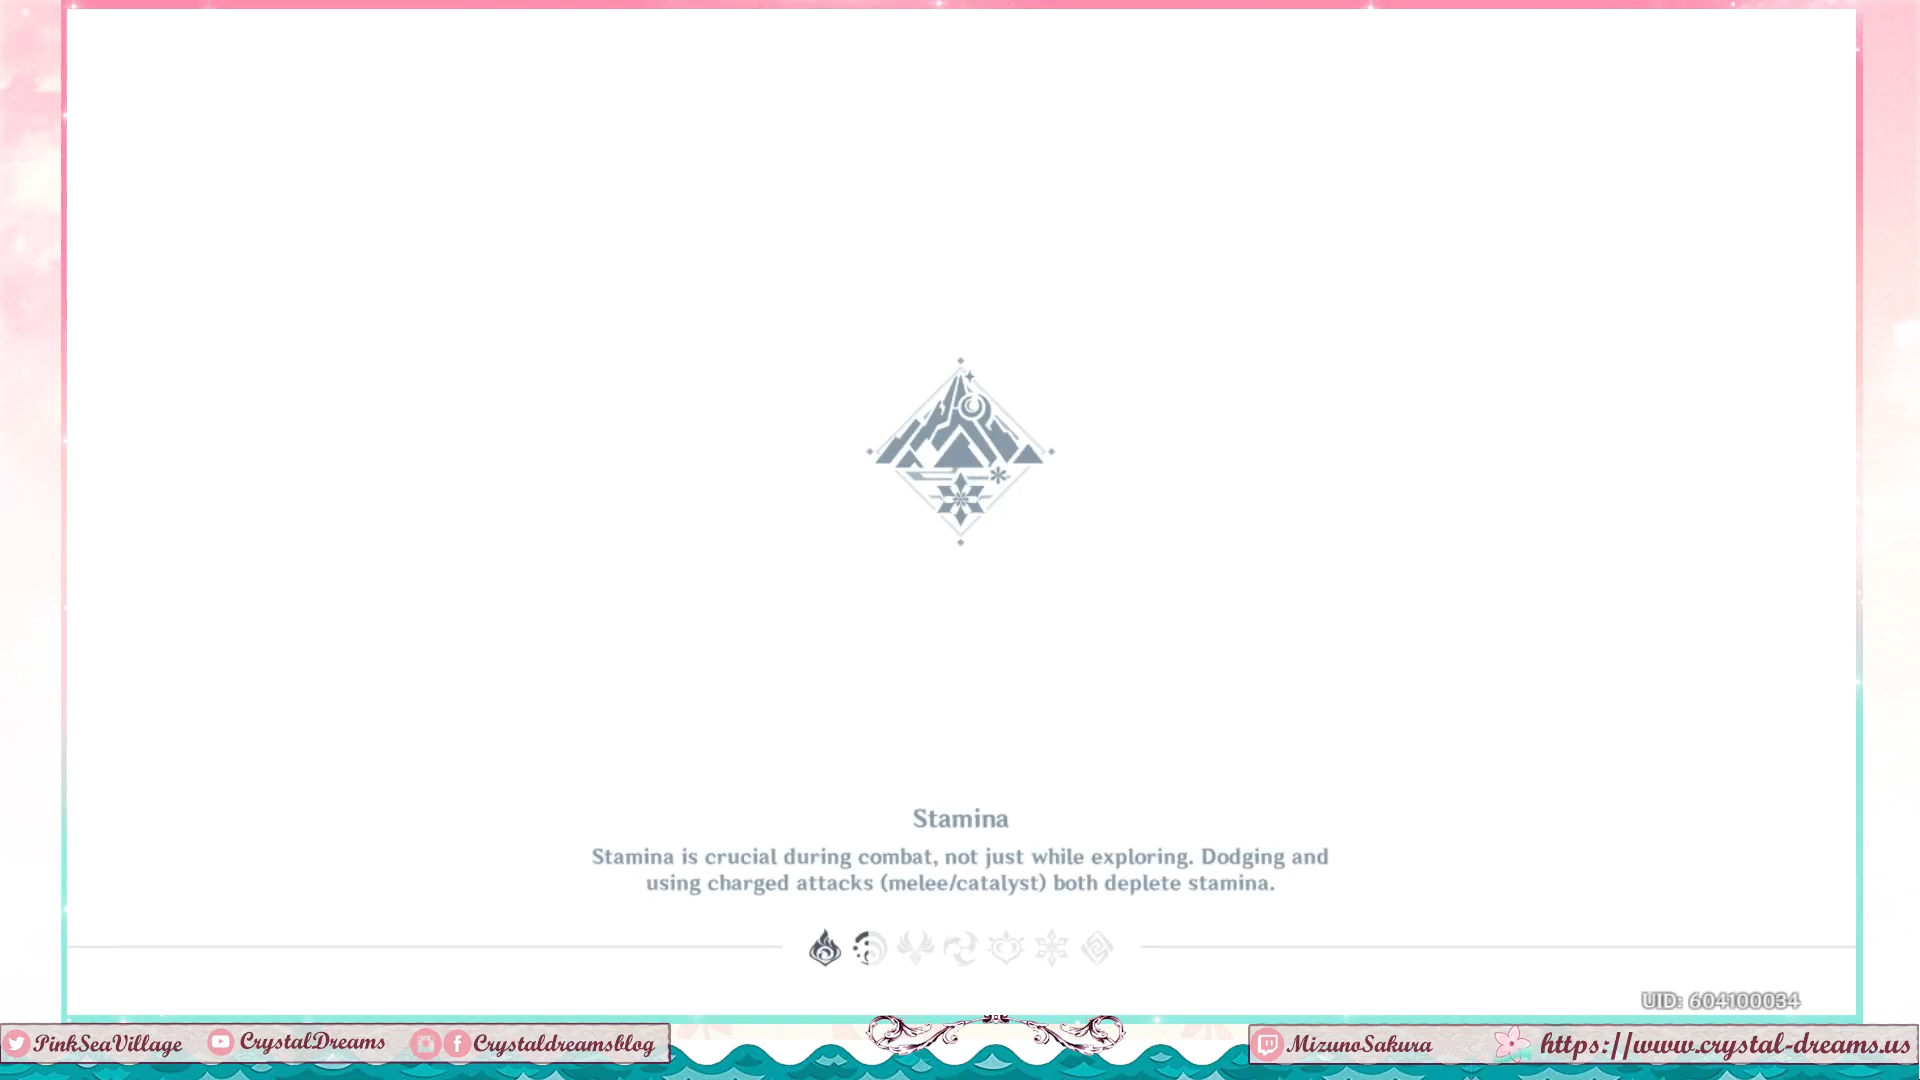 Stamina
Stamina is crucial during combat, not just while exploring. Dodging and
using charged attacks (melee/catalyst) both deplete stamina.
UID: 604100034
PinkSeaVillage CrystalDreams Crystaldreamsblog MizunoSakura https://www.crystal-dreams.us